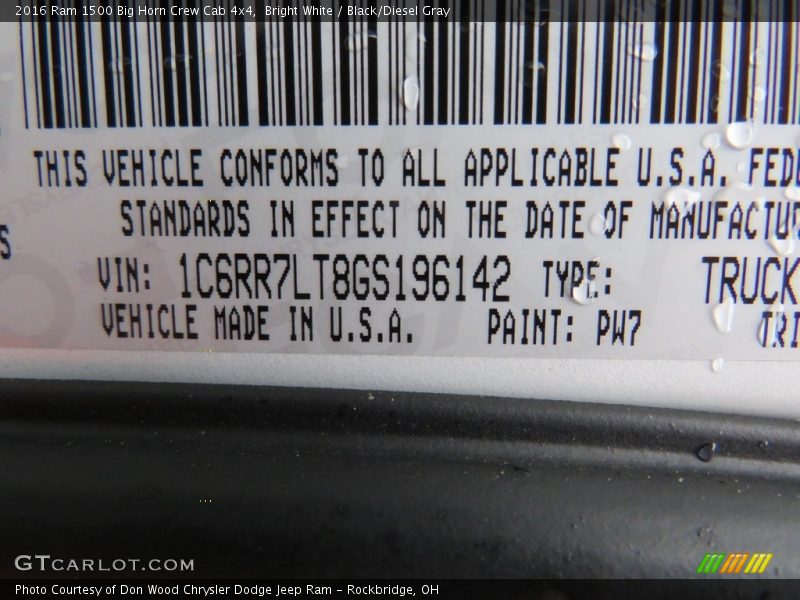 2016 Ram 1500 Big Horn Crew Cab 4x4, Bright White / Black/Diesel Gray
THIS VEHICLE CONFORMS TO ALL APPLICABLE U.S.A. FEDE
STANDARDS IN EFFECT ON THE DATE OF MANUFACTU
S
VIN: 1C6RR7LT8GS196142 TYPE: TRUCK
VEHICLE MADE IN U.S.A. PAINT: PW7 TRI
GTCARLOT.COM
Photo Courtesy of Don Wood Chrysler Dodge Jeep Ram – Rockbridge, OH